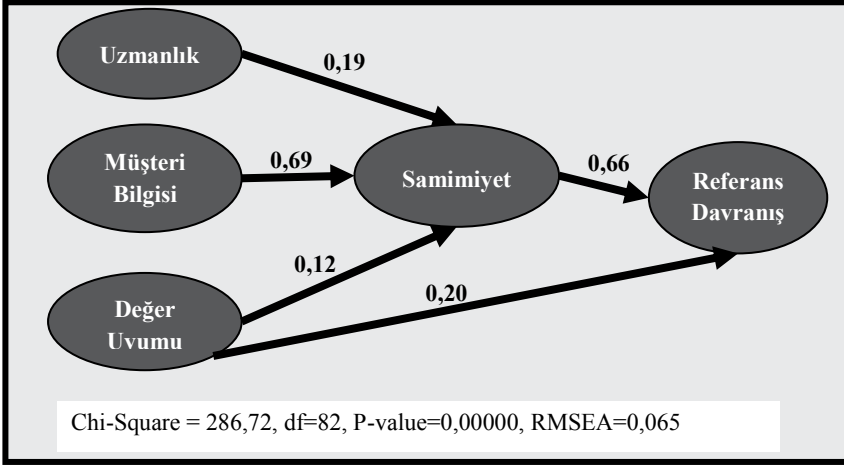 Uzmanlık
0,19
Müşteri
Bilgisi
0,69
Samimiyet
0,66
Referans
Davranış
0,12
0,20
Değer
Uvumu
Chi-Square = 286,72, df=82, P-value=0,00000, RMSEA=0,065